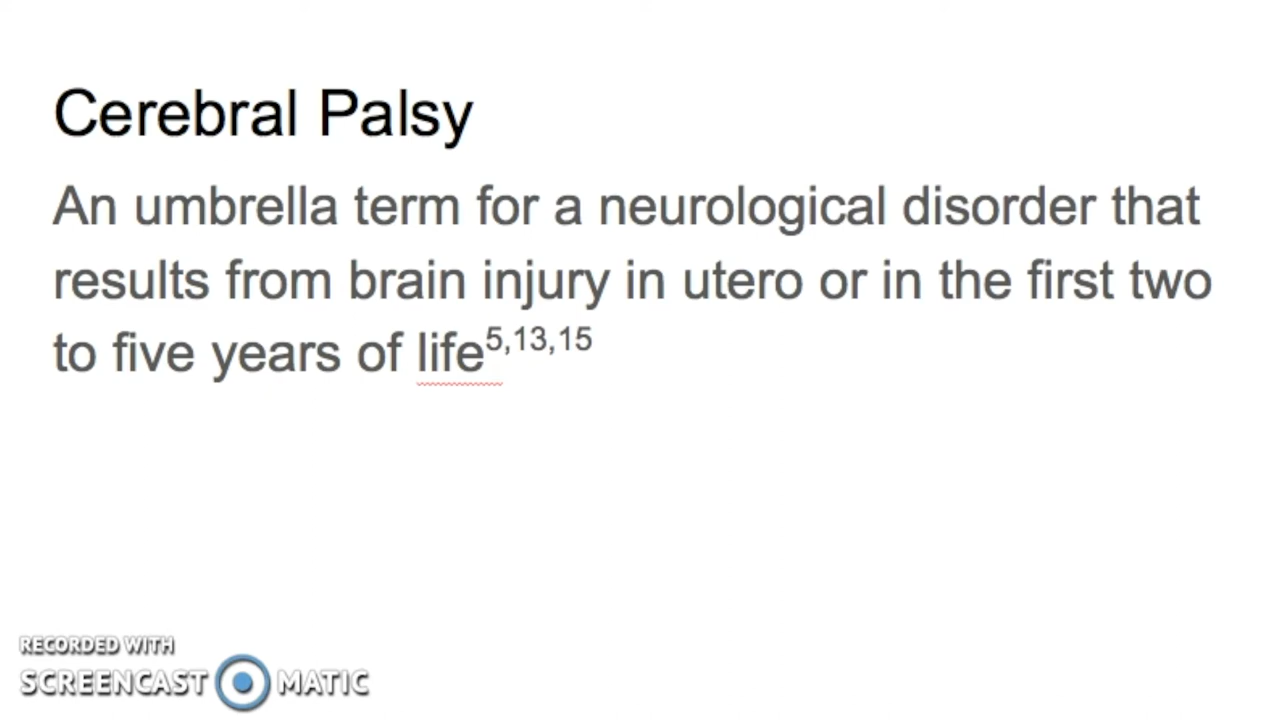 Cerebral Palsy
An umbrella term for a neurological disorder that
results from brain injury in utero or in the first two
to five years of life5,13,15
RECORDED WITH
SCREENCAST MATIC